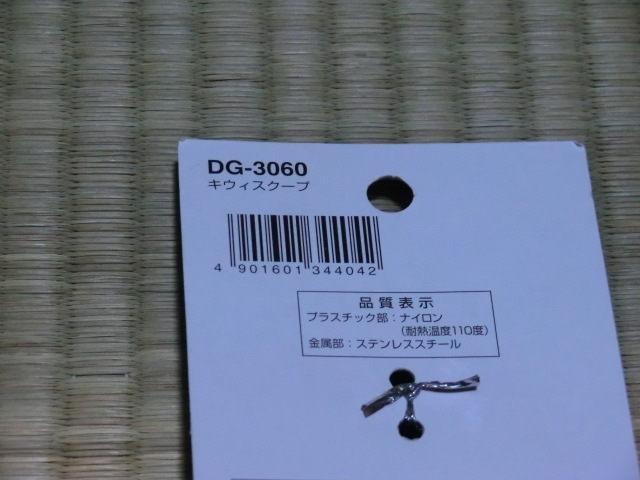 DG-3060
キウィスクープ
4 901601 344042
品質表示
プラスチック部：ナイロン
（耐熱温度110度）
金属部：ステンレススチール